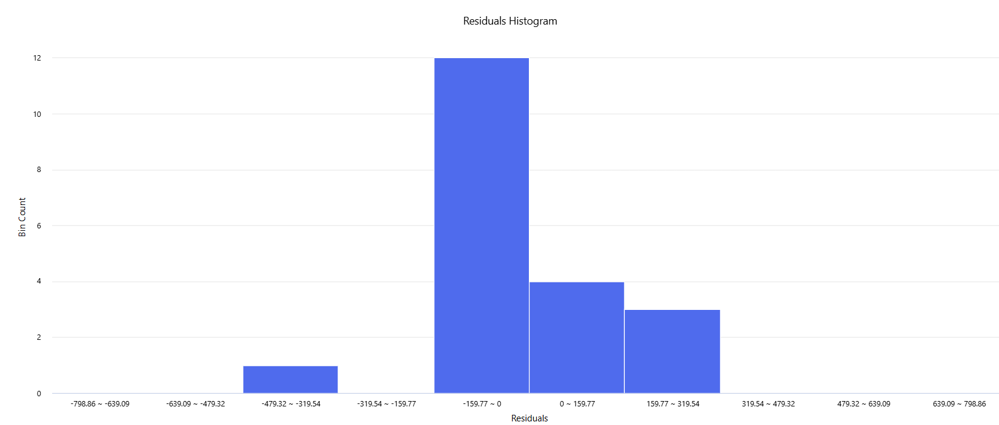 Residuals Histogram
12
10
8
6
4
2
0
Bin Count
-798.86 ~ -639.09
-639.09 ~ -479.32
-479.32 ~ -319.54
-319.54 ~ -159.77
-159.77 ~ 0
0 ~ 159.77
159.77 ~ 319.54
319.54 ~ 479.32
479.32 ~ 639.09
639.09 ~ 798.86
Residuals